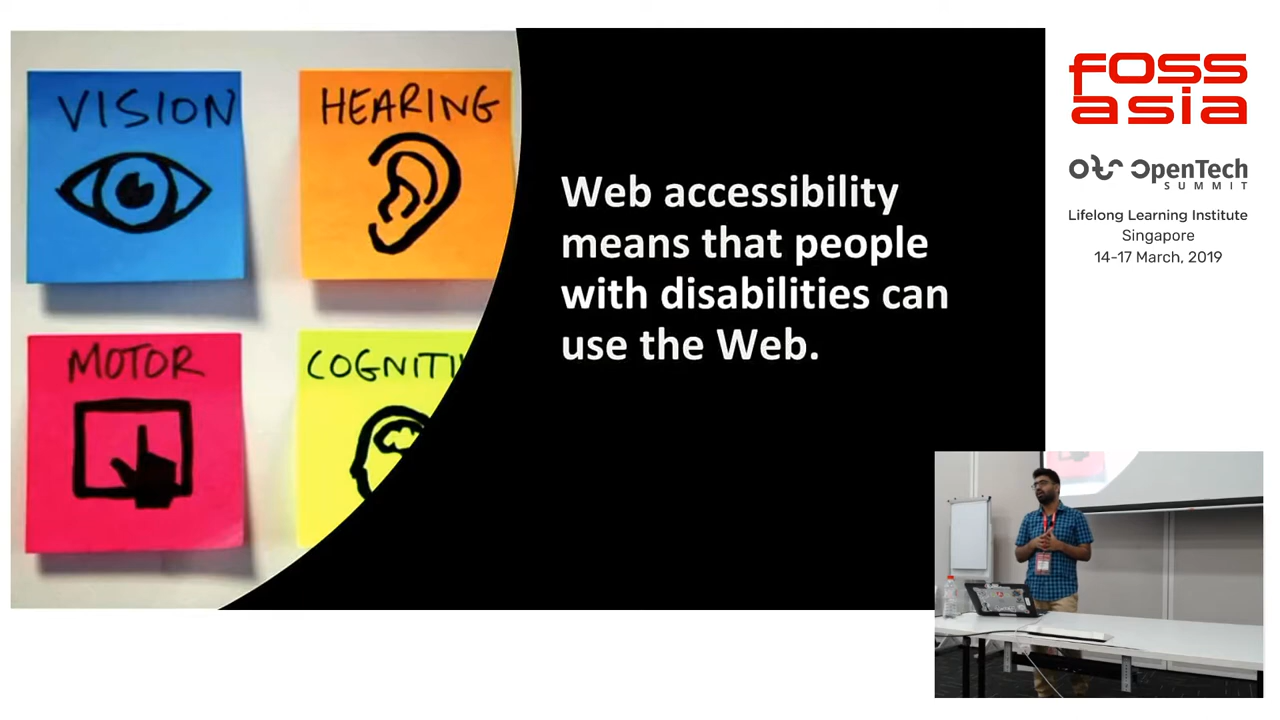 VISION
HEARING
MOTOR
Web accessibility
means that people
with disabilities can
use the Web.
fOSS
asia
OpenTech
SUMMIT
Lifelong Learning Institute
Singapore
14-17 March, 2019